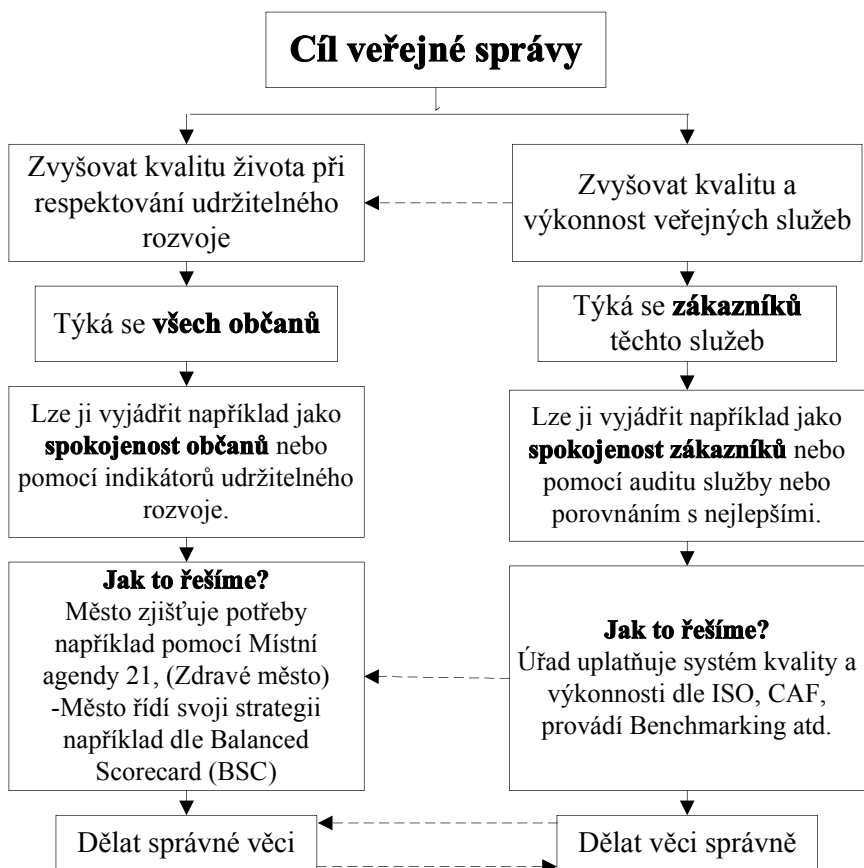 Cíl veřejné správy
Zvyšovat kvalitu života při
respektování udržitelného
rozvoje
Zvyšovat kvalitu a
výkonnost veřejných služeb
Týká se všech občanů
Týká se zákazníků
těchto služeb
Lze ji vyjádřit například jako
spokojenost občanů nebo
pomocí indikátorů udržitelného
rozvoje.
Lze ji vyjádřit například jako
spokojenost zákazníků nebo
pomocí auditu služby nebo
porovnáním s nejlepšími.
Jak to řešíme?
Město zjišťuje potřeby
například pomocí Místní
agendy 21, (Zdravé město)
-Město řídí svoji strategii
například dle Balanced
Scorecard (BSC)
Jak to řešíme?
Úřad uplatňuje systém kvality a
výkonnosti dle ISO, CAF,
provádí Benchmarking atd.
Dělat správné věci
Dělat věci správně